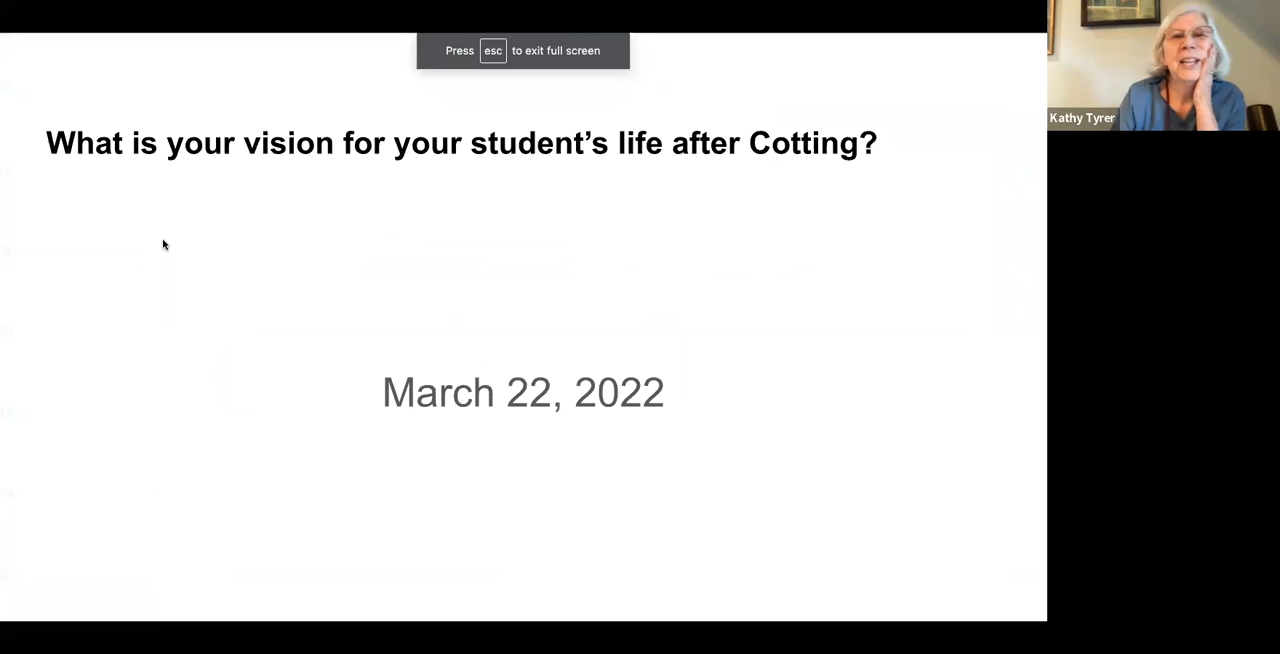 Press esc to exit full screen
Kathy Tyrer
What is your vision for your student’s life after Cotting?
March 22, 2022